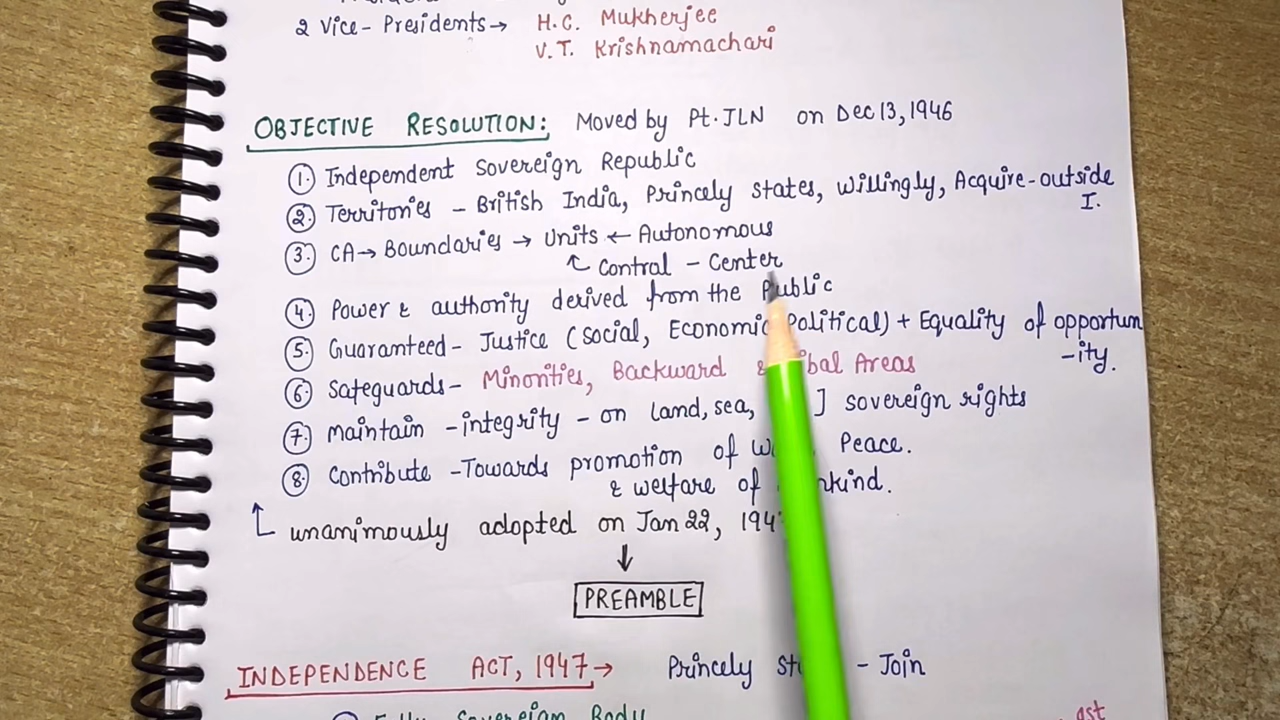 2 Vice-Presidents → H.C. Mukherjee
V.T. Krishnamachari
OBJECTIVE RESOLUTION: Moved by Pt. JLN on Dec 13, 1946
1. Independent Sovereign Republic
2. Territories - British India, Princely States, Willingly, Acquire-outside
I.
3. CA → Boundaries → Units ← Autonomous
Contral - Center
4. Power & authority derived from the Public
5. Guaranteed - Justice (Social, Economic Political) + Equality of opportun
-ity.
6. Safeguards - Minorities, Backward & Areas
7. Maintain - integrity - on land, sea, ] sovereign rights
8. Contribute - Towards promotion of Peace.
& welfare of
unanimously adopted on Jan 22,
↓
PREAMBLE
INDEPENDENCE ACT, 1947 → Princely - Join
Sovereign Body